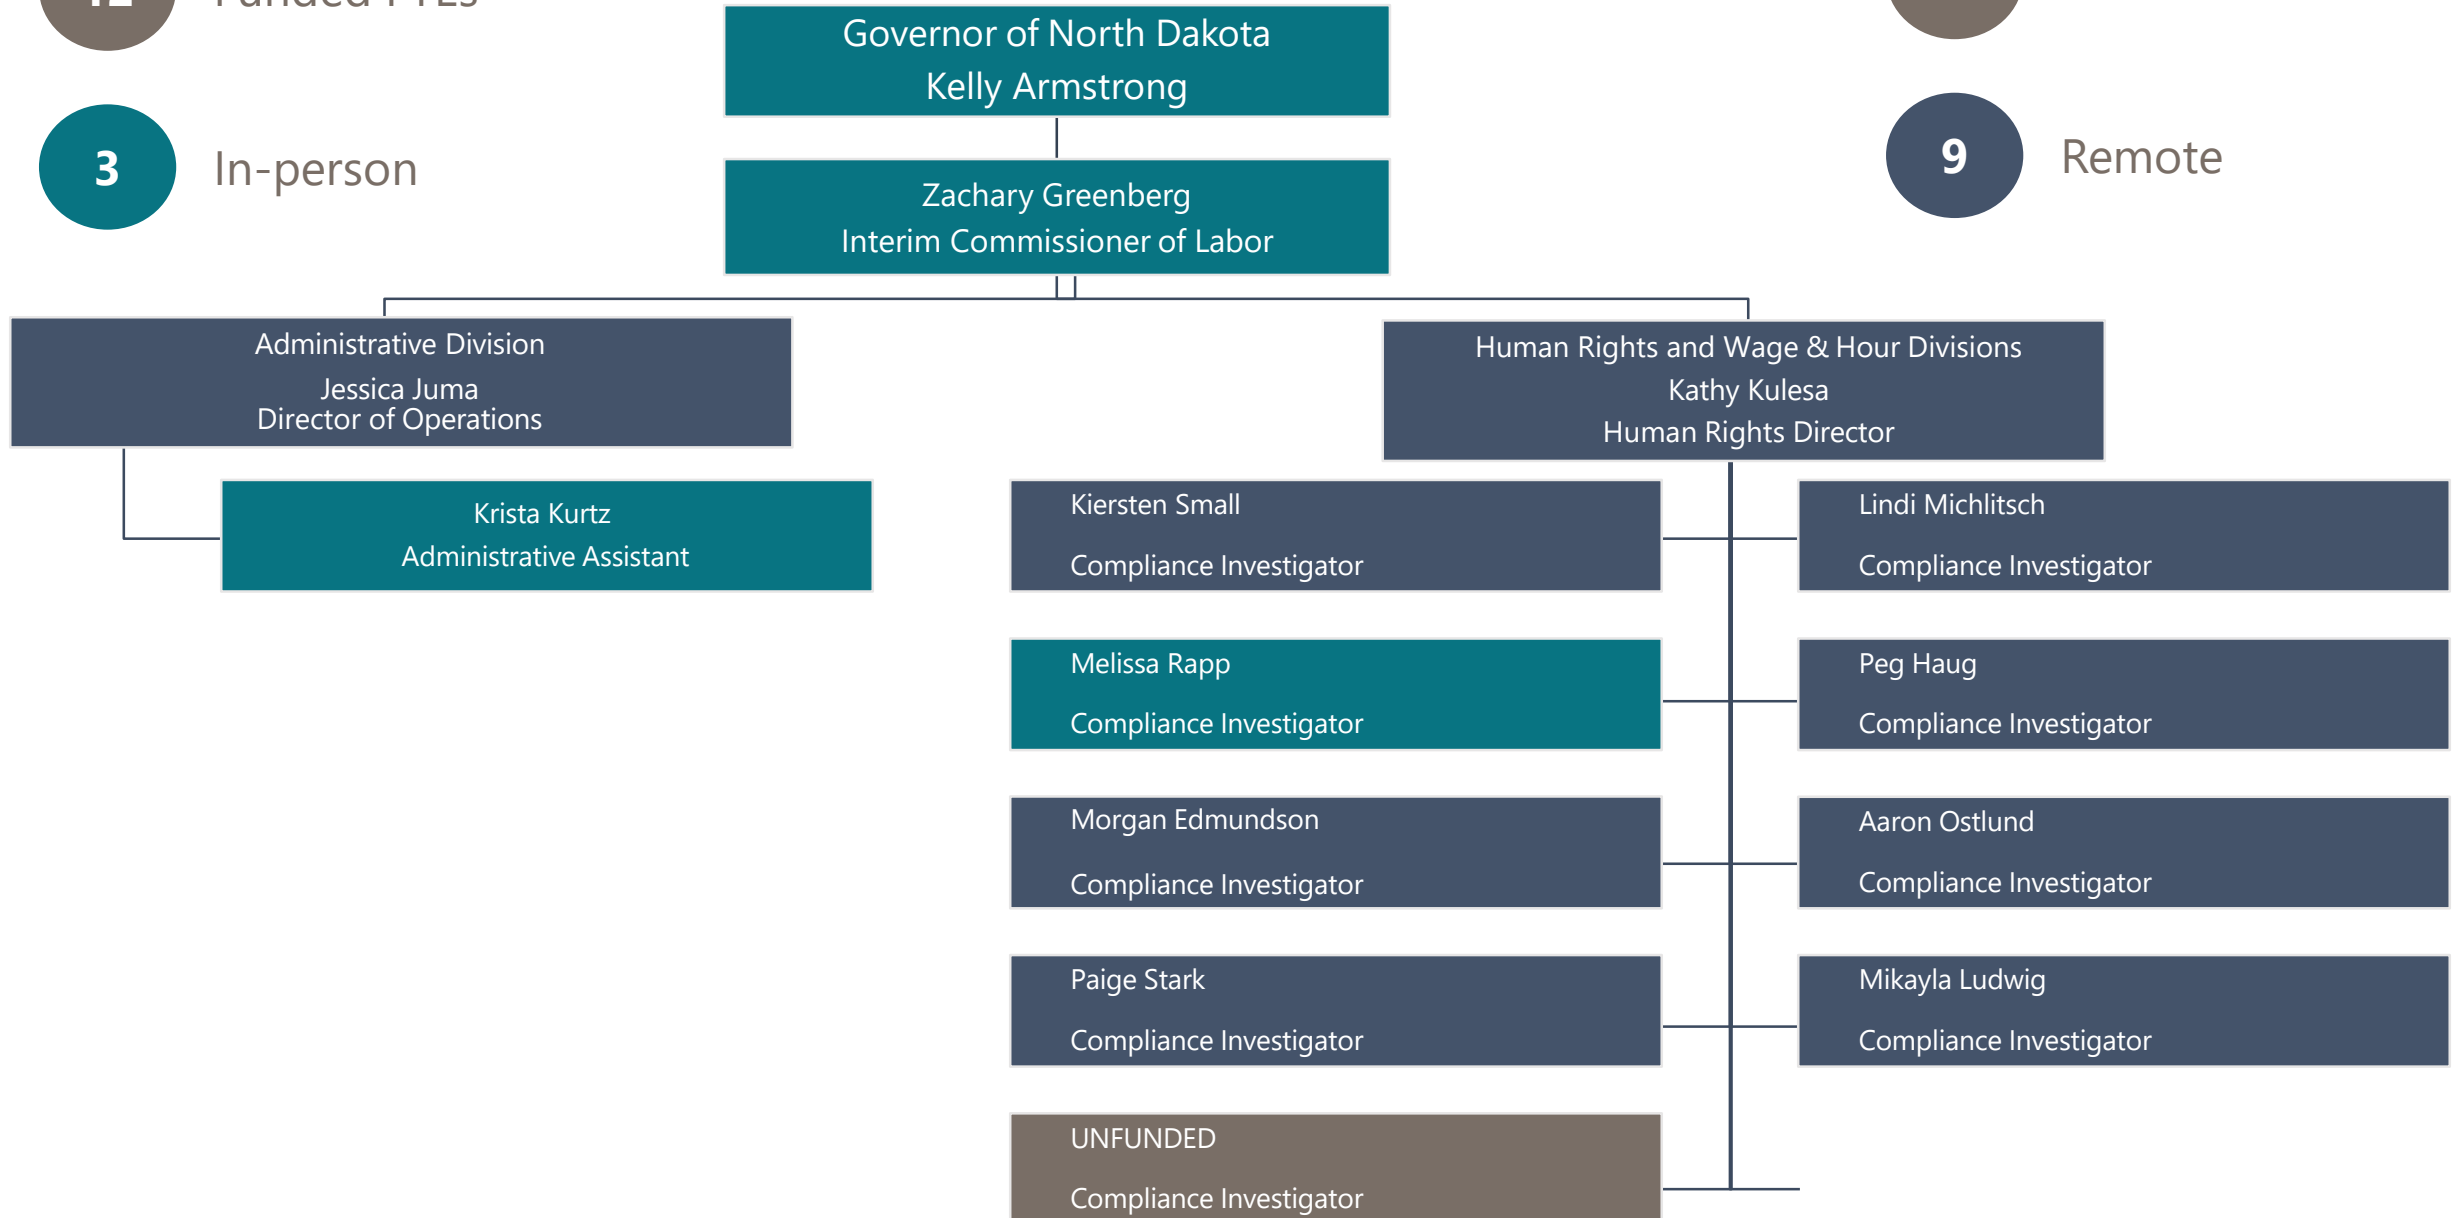 12 Funded FTEs
Governor of North Dakota
Kelly Armstrong
3 In-person
9 Remote
Zachary Greenberg
Interim Commissioner of Labor
Administrative Division
Jessica Juma
Director of Operations
Human Rights and Wage & Hour Divisions
Kathy Kulesa
Human Rights Director
Krista Kurtz
Administrative Assistant
Kiersten Small
Compliance Investigator
Lindi Michlitsch
Compliance Investigator
Melissa Rapp
Compliance Investigator
Peg Haug
Compliance Investigator
Morgan Edmundson
Compliance Investigator
Aaron Ostlund
Compliance Investigator
Paige Stark
Compliance Investigator
Mikayla Ludwig
Compliance Investigator
UNFUNDED
Compliance Investigator